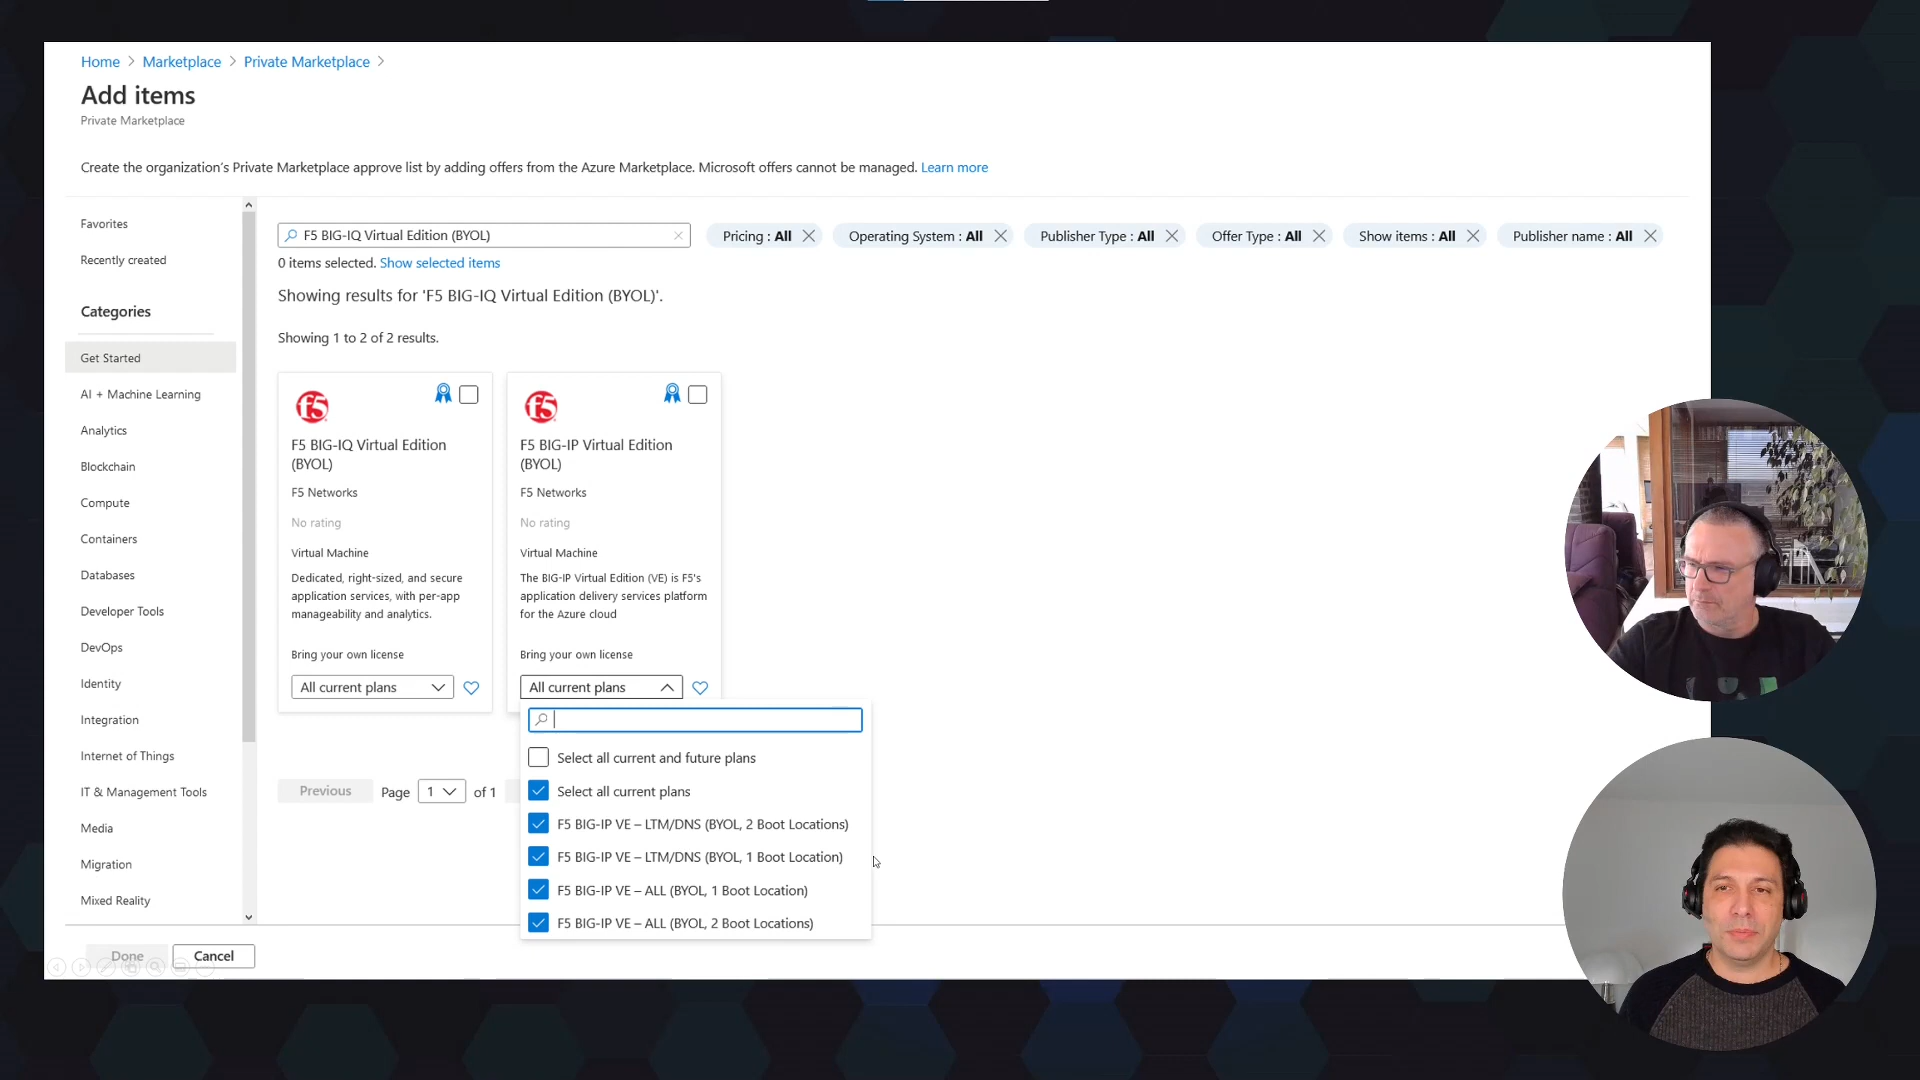 Home > Marketplace > Private Marketplace >
Add items
Private Marketplace
Create the organization's Private Marketplace approve list by adding offers from the Azure Marketplace. Microsoft offers cannot be managed. Learn more
Favorites
Recently created
Categories
Get Started
AI + Machine Learning
Analytics
Blockchain
Compute
Containers
Databases
Developer Tools
DevOps
Identity
Integration
Internet of Things
IT & Management Tools
Media
Migration
Mixed Reality
F5 BIG-IQ Virtual Edition (BYOL)
Pricing : All
Operating System : All
Publisher Type : All
Offer Type : All
Show items : All
Publisher name : All
0 items selected. Show selected items
Showing results for 'F5 BIG-IQ Virtual Edition (BYOL)'.
Showing 1 to 2 of 2 results.
f5
F5 BIG-IQ Virtual Edition
(BYOL)
F5 Networks
No rating
Virtual Machine
Dedicated, right-sized, and secure
application services, with per-app
manageability and analytics.
Bring your own license
All current plans
f5
F5 BIG-IP Virtual Edition
(BYOL)
F5 Networks
No rating
Virtual Machine
The BIG-IP Virtual Edition (VE) is F5's
application delivery services platform
for the Azure cloud
Bring your own license
All current plans
Select all current and future plans
Select all current plans
F5 BIG-IP VE – LTM/DNS (BYOL, 2 Boot Locations)
F5 BIG-IP VE – LTM/DNS (BYOL, 1 Boot Location)
F5 BIG-IP VE – ALL (BYOL, 1 Boot Location)
F5 BIG-IP VE – ALL (BYOL, 2 Boot Locations)
Previous
Page 1 of 1
Done
Cancel